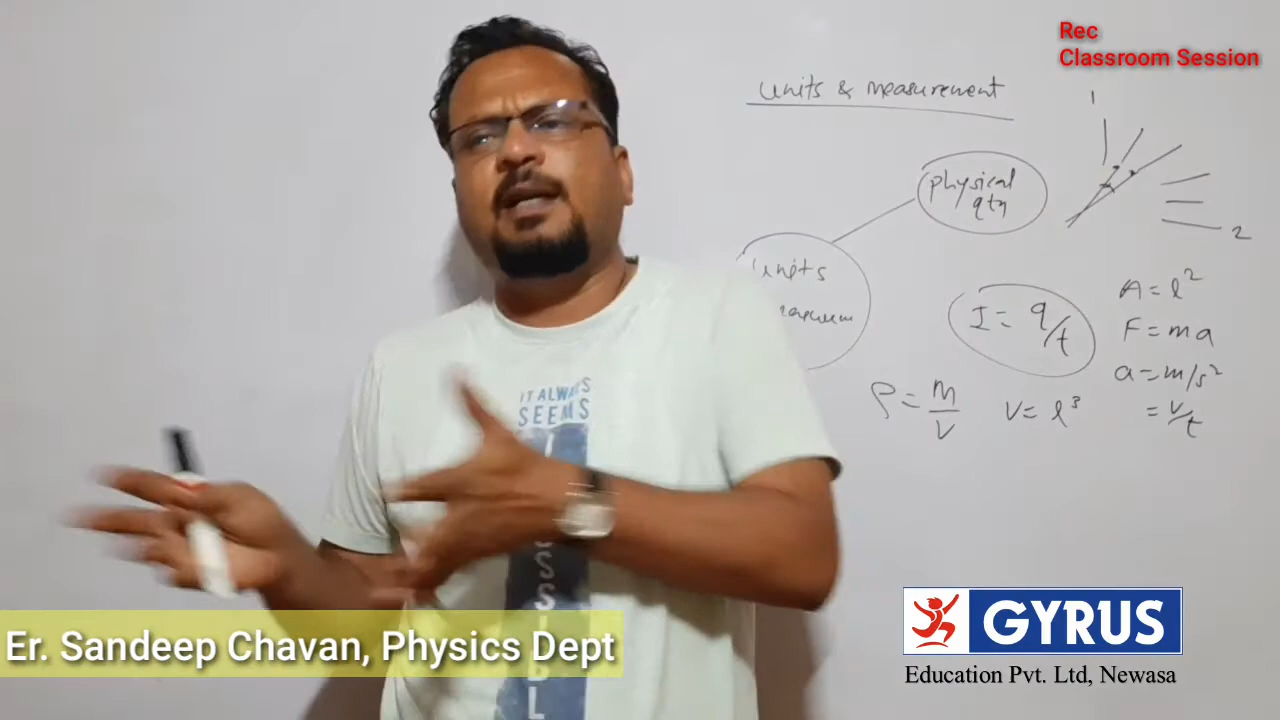 Rec
Classroom Session
Units & measurement
1
physical
qty
2
Units
I = q/t
A = l²
F = ma
a = m/s²
= v/t
ρ = m/v
V = l³
IT ALWAYS
SEEMS
Er. Sandeep Chavan, Physics Dept
GYRUS
Education Pvt. Ltd, Newasa